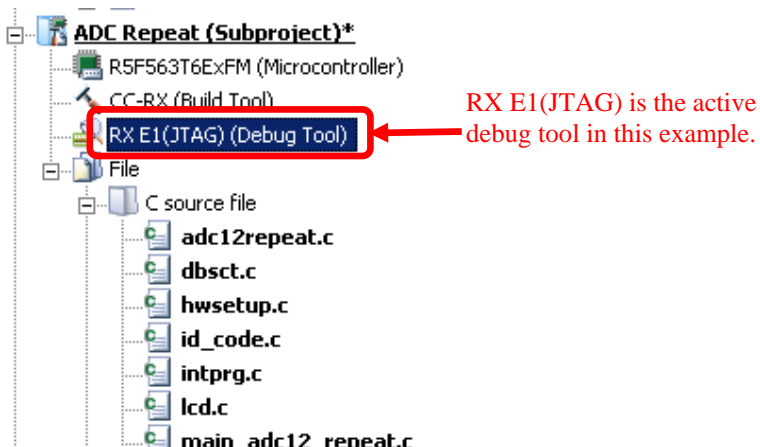 ADC Repeat (Subproject)*
R5F563T6ExFM (Microcontroller)
CC-RX (Build Tool)
RX E1(JTAG) (Debug Tool)
RX E1(JTAG) is the active
debug tool in this example.
File
C source file
adc12repeat.c
dbsct.c
hwsetup.c
id_code.c
intprg.c
lcd.c
main_adc12_repeat.c